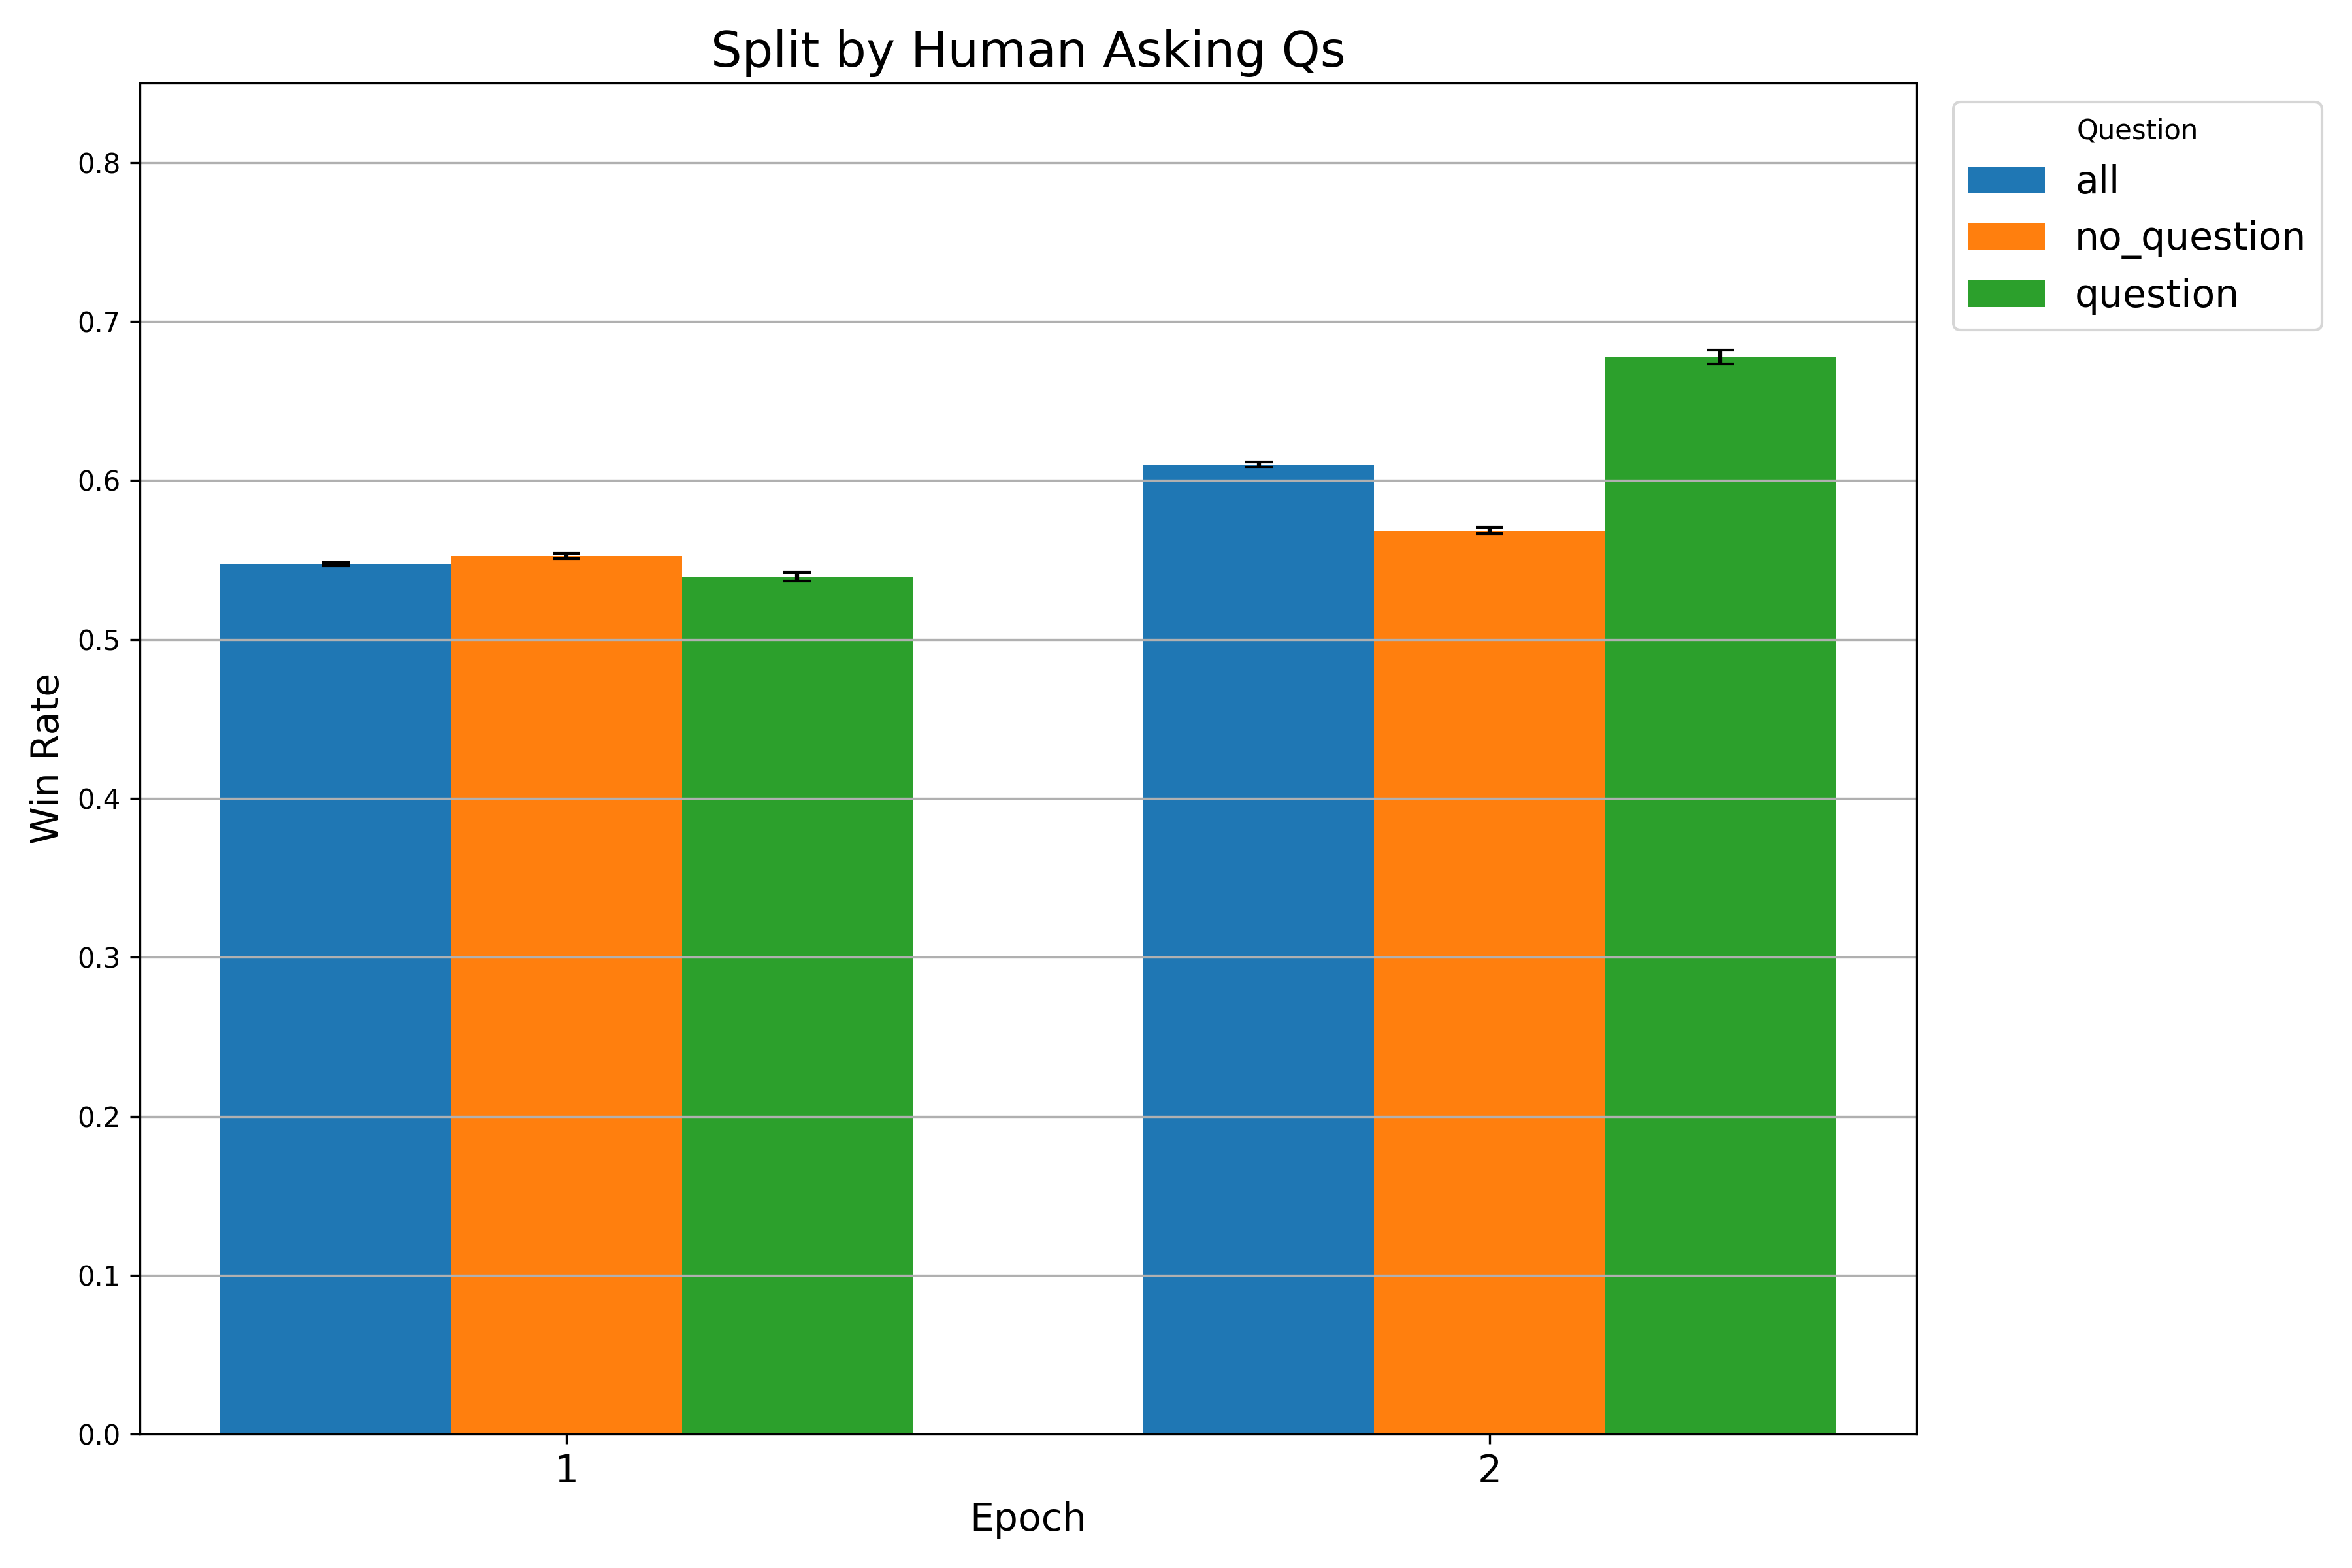 Split by Human Asking Qs
Question
all
no_question
question
0.8
0.7
0.6
0.5
0.4
0.3
0.2
0.1
0.0
Win Rate
1
2
Epoch